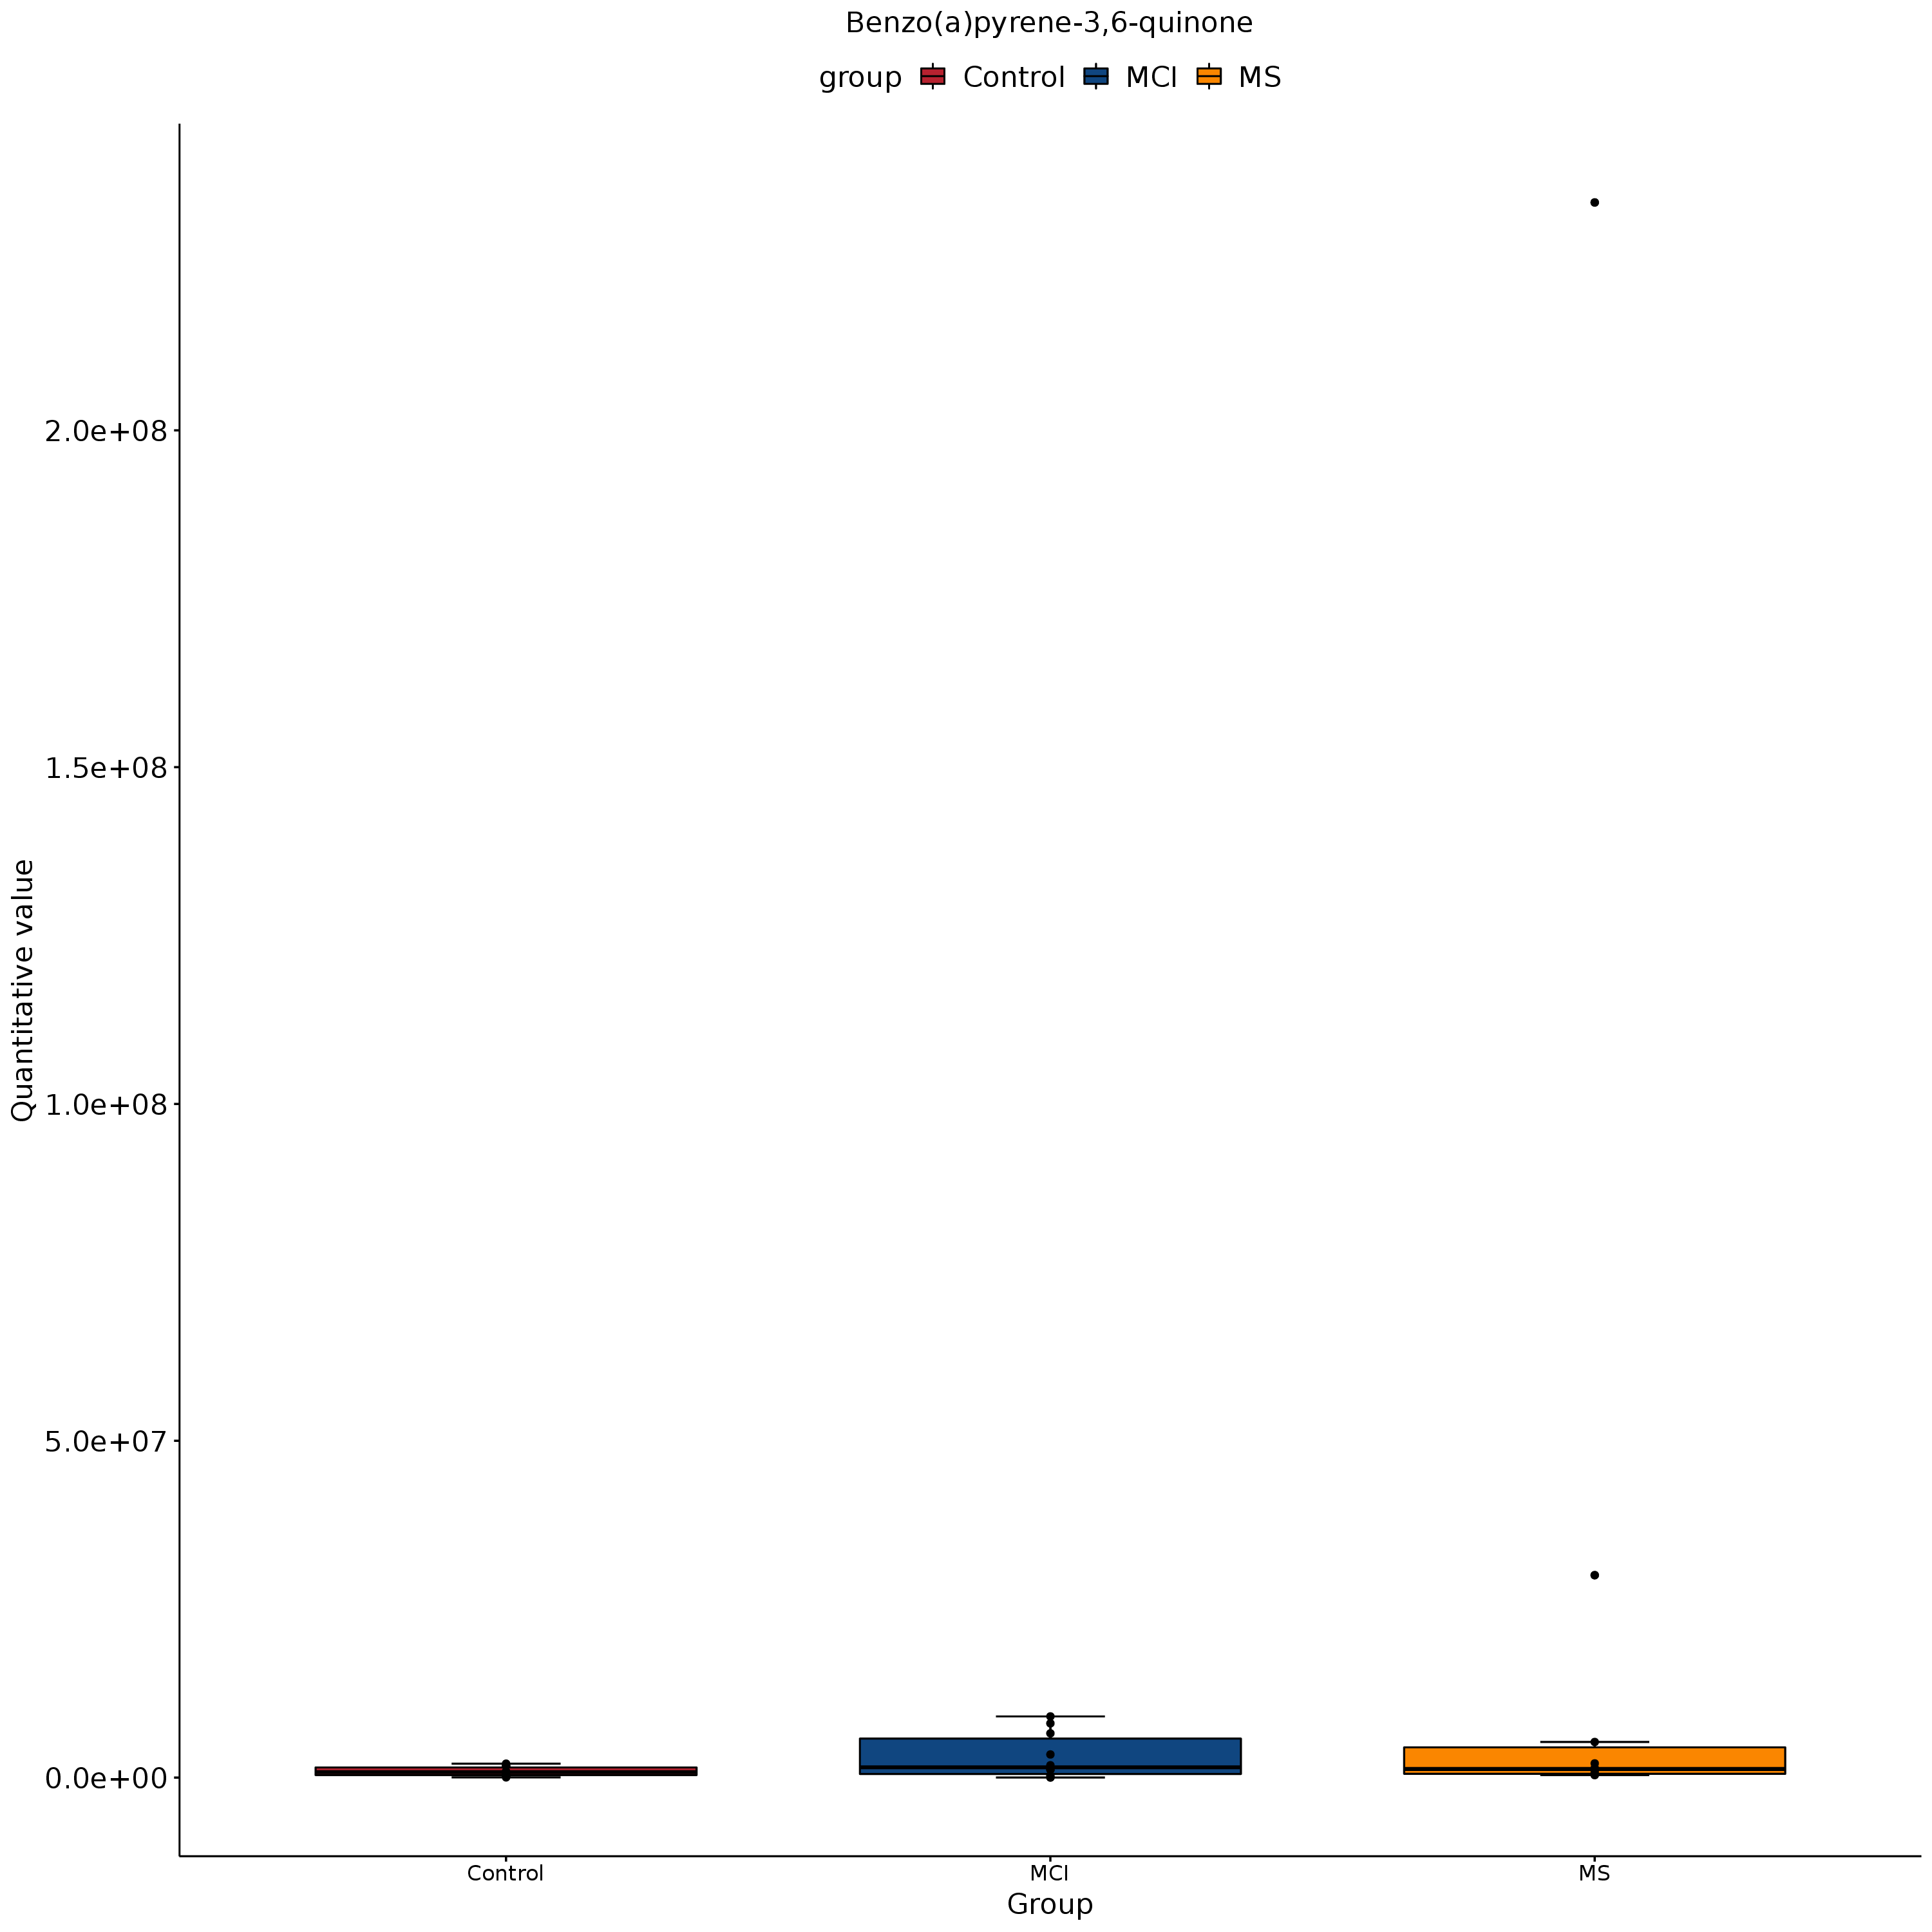 Benzo(a)pyrene-3,6-quinone
group Control MCI MS
Quantitative value
2.0e+08
1.5e+08
1.0e+08
5.0e+07
0.0e+00
Control MCI MS
Group